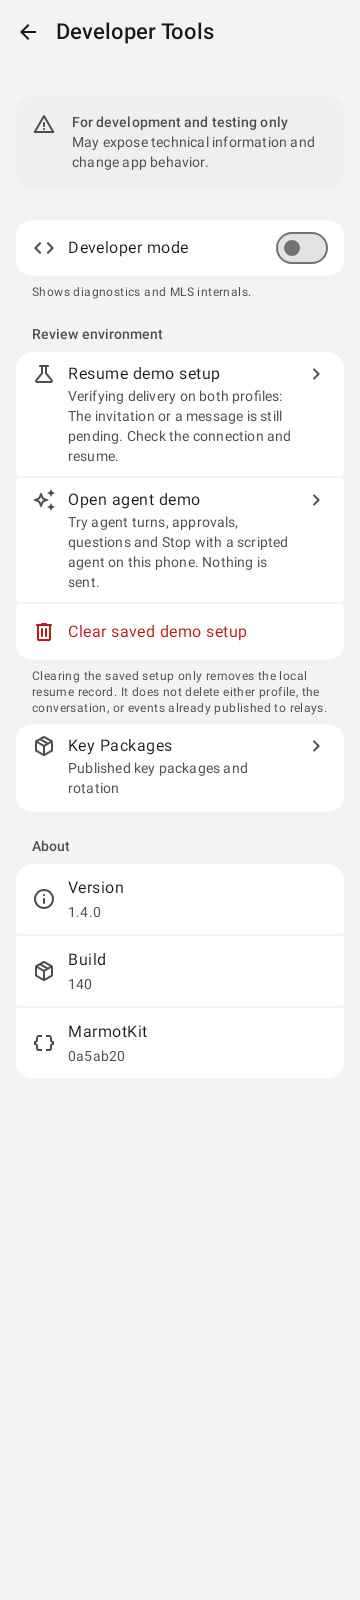 Developer Tools
For development and testing only
May expose technical information and
change app behavior.
Developer mode
Shows diagnostics and MLS internals.
Review environment
Resume demo setup
Verifying delivery on both profiles:
The invitation or a message is still
pending. Check the connection and
resume.
Open agent demo
Try agent turns, approvals,
questions and Stop with a scripted
agent on this phone. Nothing is
sent.
Clear saved demo setup
Clearing the saved setup only removes the local
resume record. It does not delete either profile, the
conversation, or events already published to relays.
Key Packages
Published key packages and
rotation
About
Version
1.4.0
Build
140
MarmotKit
0a5ab20